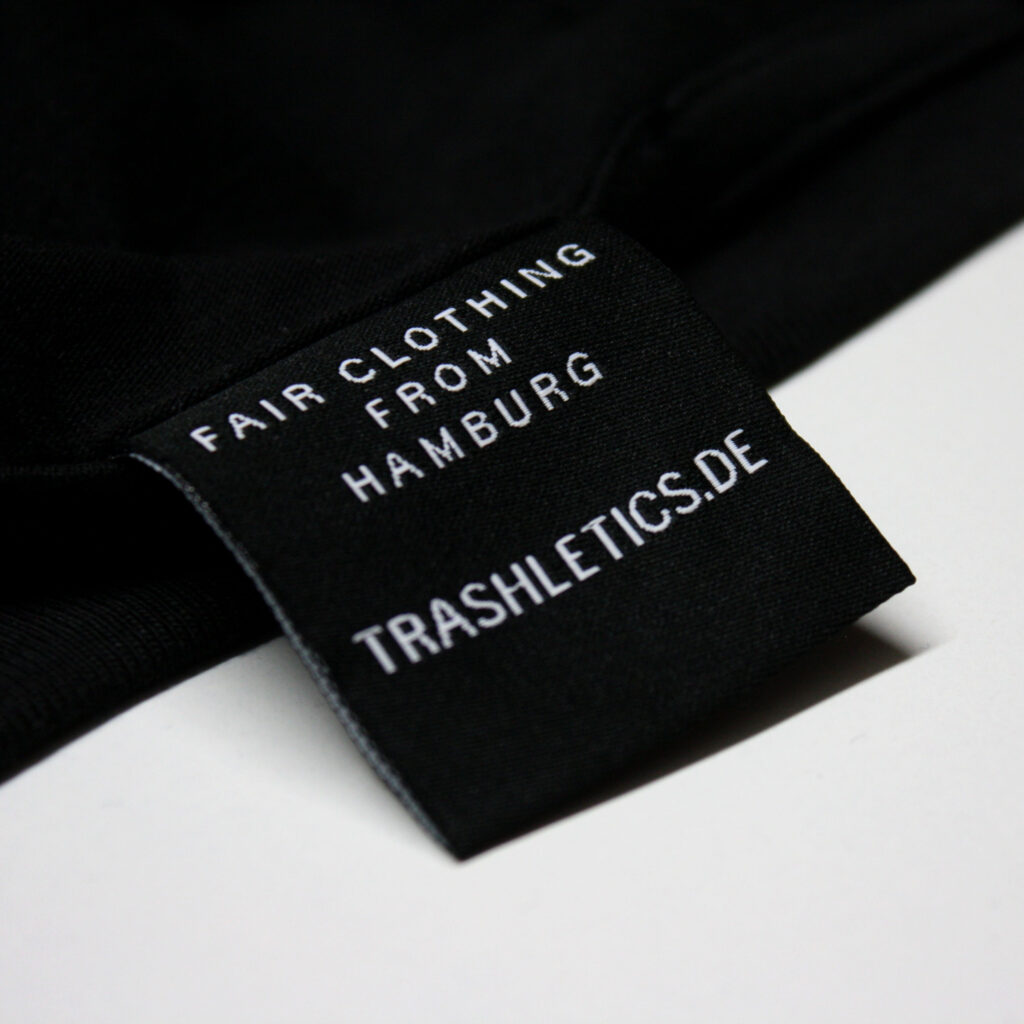 FAIR CLOTHING
FROM
HAMBURG
TRASHLETICS.DE